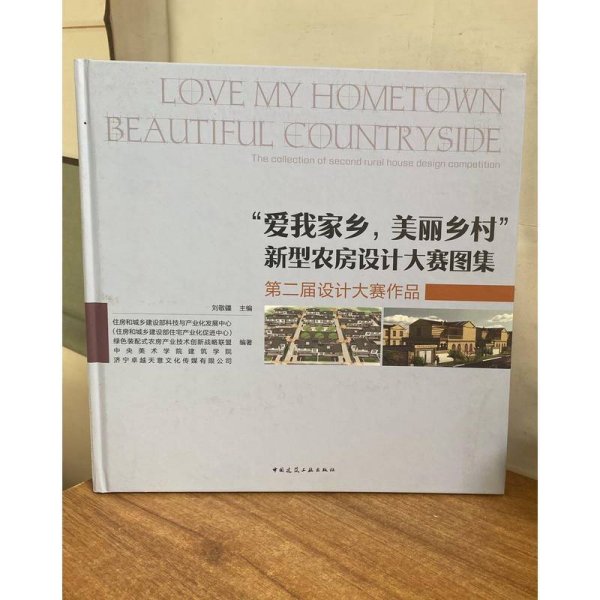 LOVE MY HOMETOWN
BEAUTIFUL COUNTRYSIDE
The collection of second rural house design competition
“爱我家乡，美丽乡村”
新型农房设计大赛图集
第二届设计大赛作品
刘敬疆 主编
住房和城乡建设部科技与产业化发展中心
（住房和城乡建设部住宅产业化促进中心）
绿色装配式农房产业技术创新战略联盟 编著
中央美术学院建筑学院
济宁卓越天意文化传媒有限公司
中国建筑工业出版社